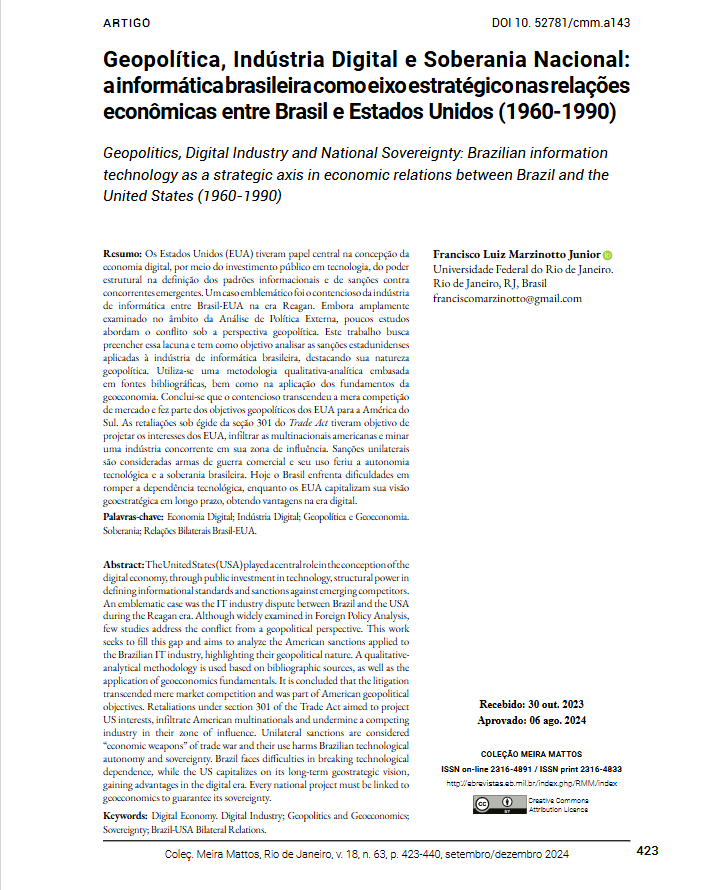 ARTIGO
DOI 10. 52781/cmm.a143
Geopolítica, Indústria Digital e Soberania Nacional:
a informática brasileira como eixo estratégico nas relações
econômicas entre Brasil e Estados Unidos (1960-1990)
Geopolitics, Digital Industry and National Sovereignty: Brazilian information
technology as a strategic axis in economic relations between Brazil and the
United States (1960-1990)
Resumo: Os Estados Unidos (EUA) tiveram papel central na concepção da
economia digital, por meio do investimento público em tecnologia, do poder
estrutural na definição dos padrões informacionais e de sanções contra
concorrentes emergentes. Um caso emblemático foi o contencioso da indústria
de informática entre Brasil-EUA na era Reagan. Embora amplamente
examinado no âmbito da Análise de Política Externa, poucos estudos
abordam o conflito sob a perspectiva geopolítica. Este trabalho busca
preencher essa lacuna e tem como objetivo analisar as sanções estadunidenses
aplicadas à indústria de informática brasileira, destacando sua natureza
geopolítica. Utiliza-se uma metodologia qualitativa-analítica embasada
em fontes bibliográficas, bem como na aplicação dos fundamentos da
geoeconomia. Conclui-se que o contencioso transcendeu a mera competição
de mercado e fez parte dos objetivos geopolíticos dos EUA para a América do
Sul. As retaliações sob égide da seção 301 do Trade Act tiveram objetivo de
projetar os interesses dos EUA, infiltrar as multinacionais americanas e minar
uma indústria concorrente em sua zona de influência. Sanções unilaterais
são consideradas armas de guerra comercial e seu uso feriu a autonomia
tecnológica e a soberania brasileira. Hoje o Brasil enfrenta dificuldades em
romper a dependência tecnológica, enquanto os EUA capitalizam sua visão
geoestratégica em longo prazo, obtendo vantagens na era digital.
Palavras-chave: Economia Digital; Indústria Digital; Geopolítica e Geoeconomia.
Soberania; Relações Bilaterais Brasil-EUA.
Francisco Luiz Marzinotto Junior
Universidade Federal do Rio de Janeiro.
Rio de Janeiro, RJ, Brasil
franciscomarzinotto@gmail.com
Abstract: The United States (USA) played a central role in the conception of the
digital economy, through public investment in technology, structural power in
defining informational standards and sanctions against emerging competitors.
An emblematic case was the IT industry dispute between Brazil and the USA
during the Reagan era. Although widely examined in Foreign Policy Analysis,
few studies address the conflict from a geopolitical perspective. This work
seeks to fill this gap and aims to analyze the American sanctions applied to
the Brazilian IT industry, highlighting their geopolitical nature. A qualitative-
analytical methodology is used based on bibliographic sources, as well as the
application of geoeconomics fundamentals. It is concluded that the litigation
transcended mere market competition and was part of American geopolitical
objectives. Retaliations under section 301 of the Trade Act aimed to project
US interests, infiltrate American multinationals and undermine a competing
industry in their zone of influence. Unilateral sanctions are considered
“economic weapons” of trade war and their use harms Brazilian technological
autonomy and sovereignty. Brazil faces difficulties in breaking technological
dependence, while the US capitalizes on its long-term geostrategic vision,
gaining advantages in the digital era. Every national project must be linked to
geoeconomics to guarantee its sovereignty.
Keywords: Digital Economy. Digital Industry; Geopolitics and Geoeconomics;
Sovereignty; Brazil-USA Bilateral Relations.
Recebido: 30 out. 2023
Aprovado: 06 ago. 2024
COLEÇÃO MEIRA MATTOS
ISSN on-line 2316-4891 / ISSN print 2316-4833
http://ebrevistas.eb.mil.br/index.php/RMM/index
cc BY
Creative Commons
Attribution Licence
Coleç. Meira Mattos, Rio de Janeiro, v. 18, n. 63, p. 423-440, setembro/dezembro 2024
423